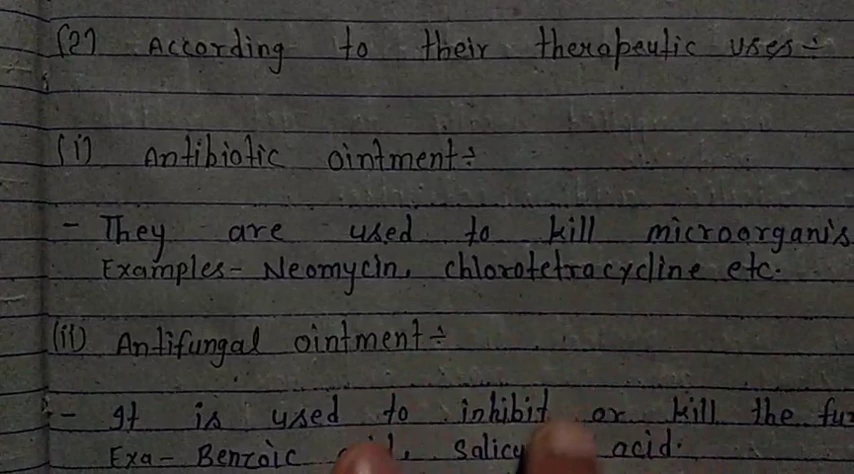 (2) According to their therapeutic uses÷
(i) Antibiotic ointment÷
- They are used to kill microorganis
Examples- Neomycin, chlorotetracycline etc.
(ii) Antifungal ointment÷
- It is used to inhibit or kill the fun
Exa- Benzoic acid.